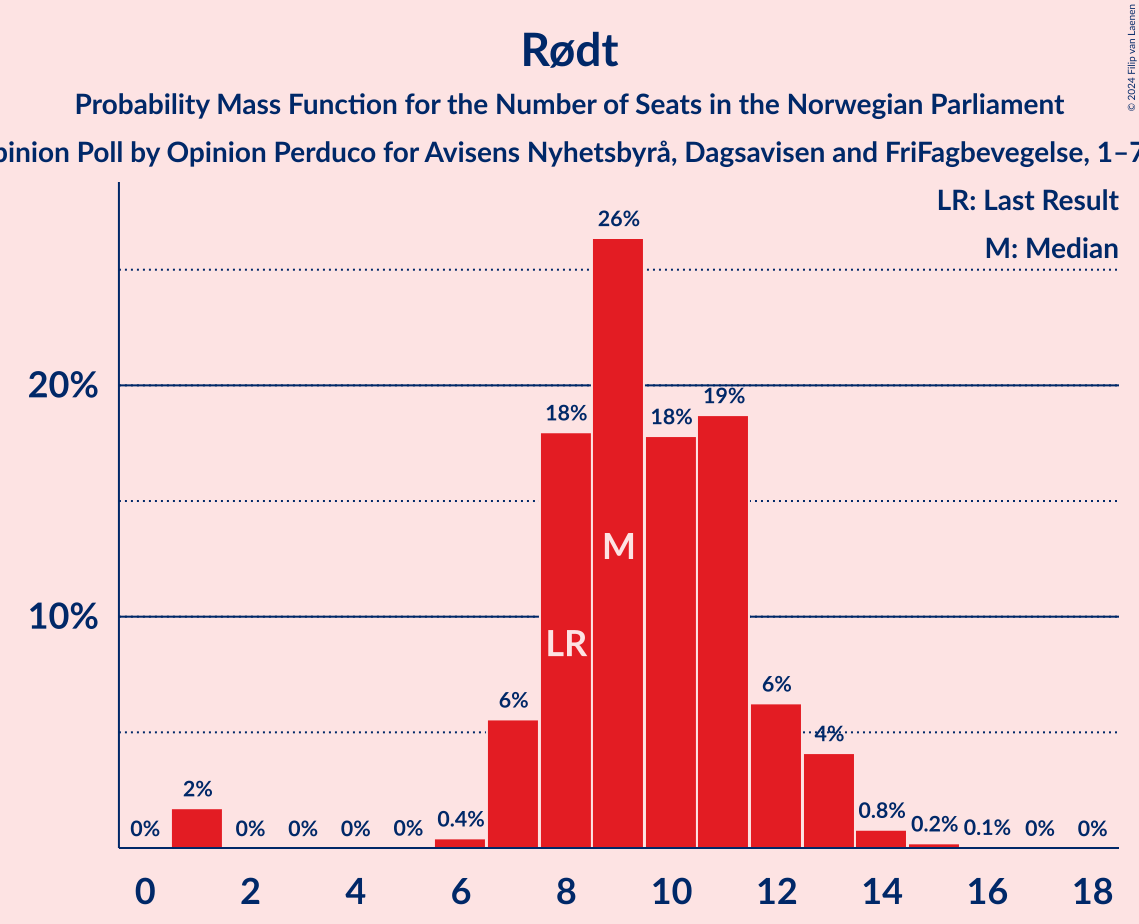 © 2024 Filip van Laenen
Rødt
Probability Mass Function for the Number of Seats in the Norwegian Parliament
pinion Poll by Opinion Perduco for Avisens Nyhetsbyrå, Dagsavisen and FriFagbevegelse, 1–7
LR: Last Result
M: Median
26%
20%
19%
18%
18%
M
10%
LR
6%
6%
4%
2%
0.8%
0.4%
0.2%
0% 0% 0% 0% 0% 0.1% 0% 0%
0 2 4 6 8 10 12 14 16 18